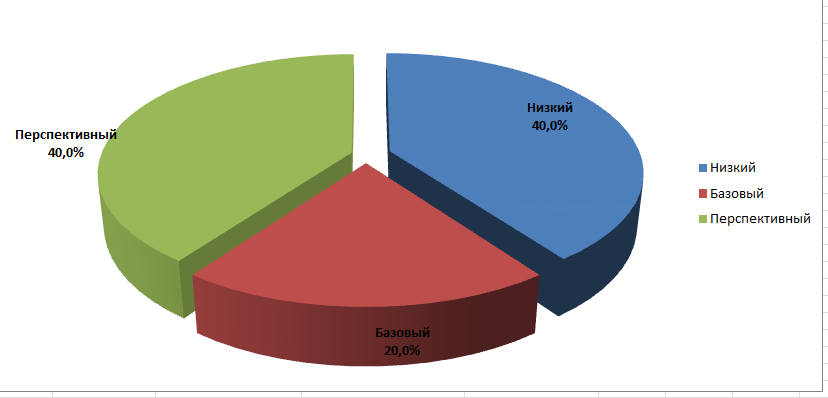 Низкий
40,0%
Перспективный
40,0%
Базовый
20,0%
Низкий
Базовый
Перспективный